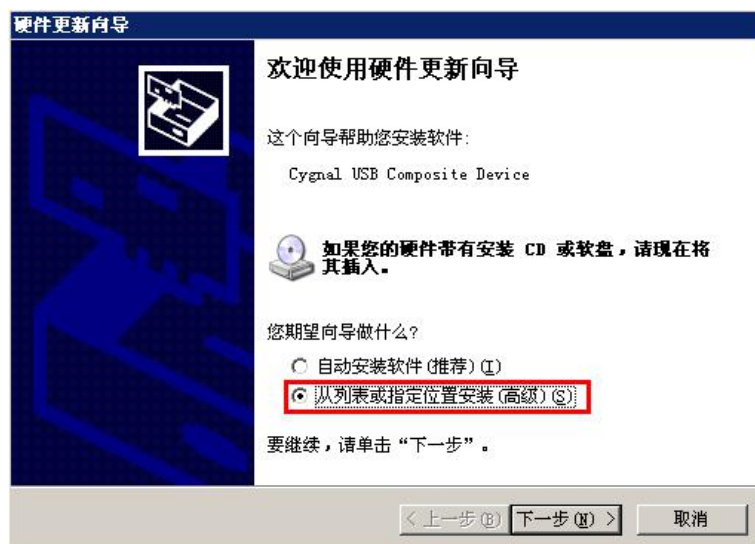 硬件更新向导
欢迎使用硬件更新向导
这个向导帮助您安装软件:
Cygnal USB Composite Device
如果您的硬件带有安装 CD 或软盘，请现在将
其插入。
您期望向导做什么?
自动安装软件(推荐)(I)
从列表或指定位置安装(高级)(S)
要继续，请单击“下一步”。
< 上一步(B) 下一步(N) > 取消